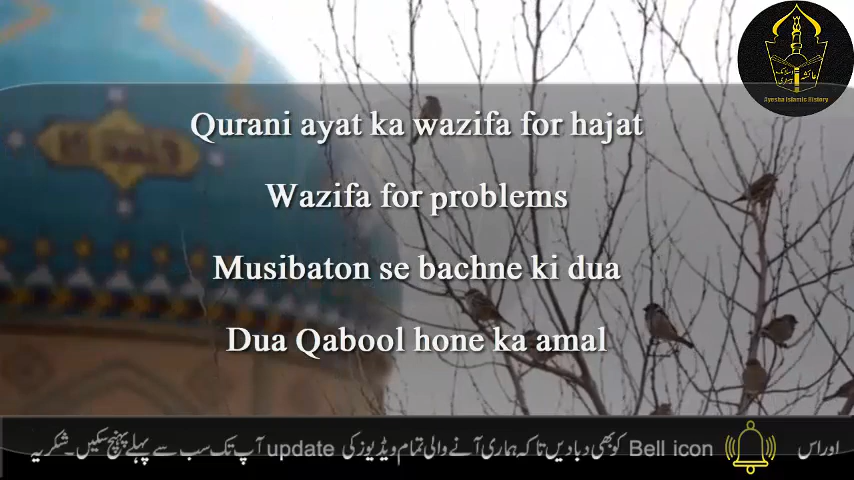 Ayesha Islamic History
Qurani ayat ka wazifa for hajat
Wazifa for problems
Musibaton se bachne ki dua
Dua Qabool hone ka amal
اور اس Bell icon کو بھی دبا دیں تاکہ ہماری آنے والی تمام ویڈیوز کی update آپ تک سب سے پہلے پہنچ سکیں۔ شکریہ